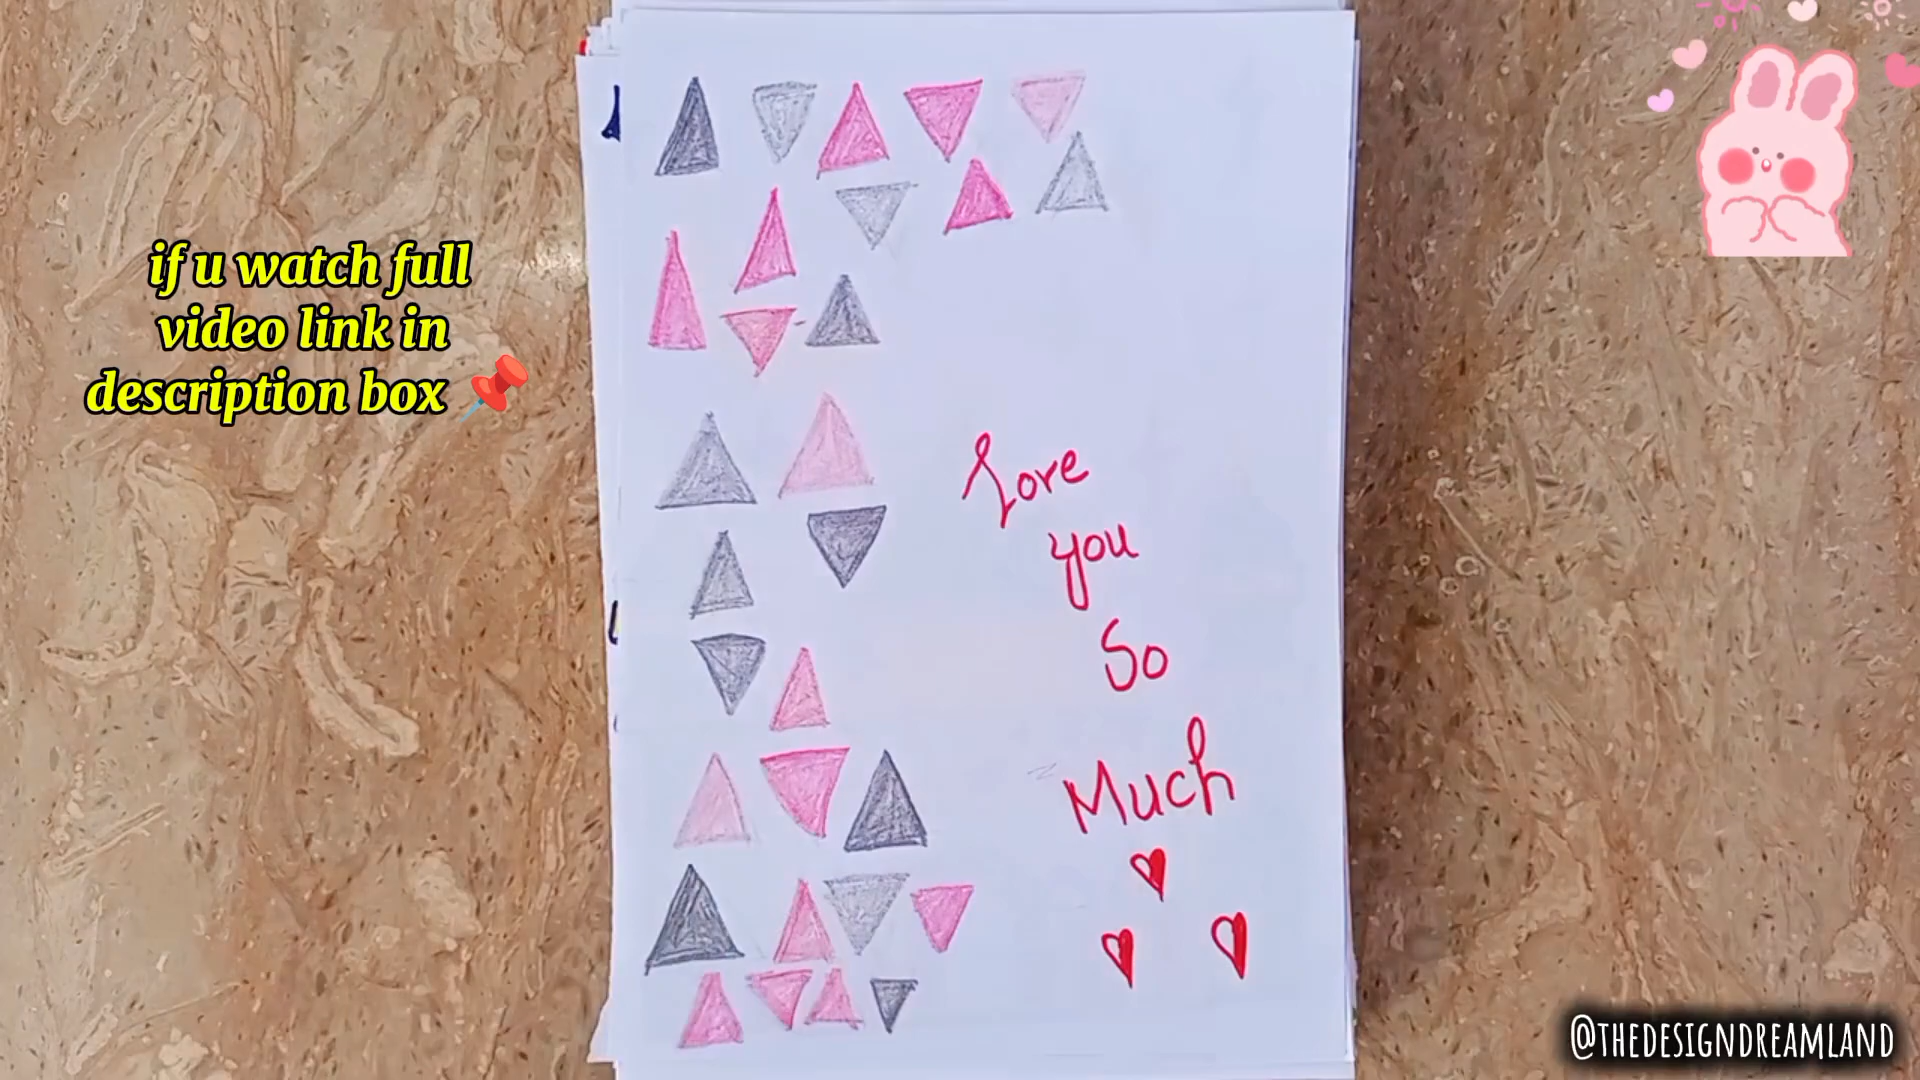 if u watch full
video link in
description box
Love
you
So
Much
@THEDESIGNDREAMLAND